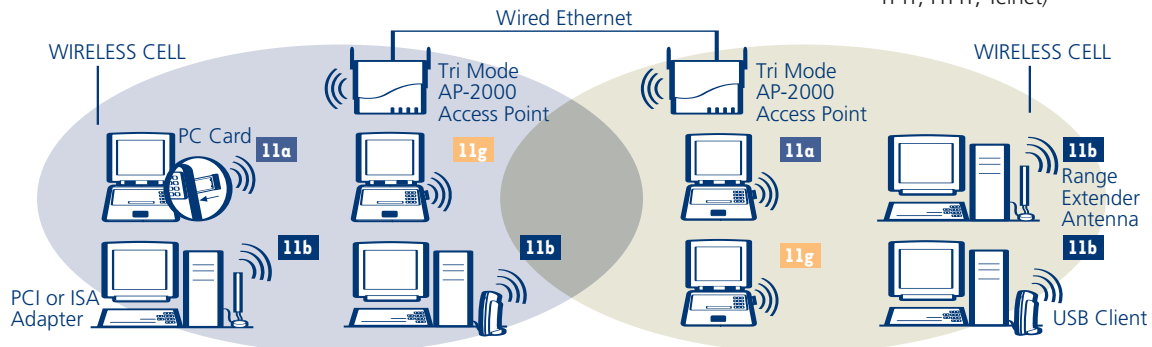 Wired Ethernet
WIRELESS CELL
Tri Mode
AP-2000
Access Point
Tri Mode
AP-2000
Access Point
WIRELESS CELL
PC Card
11a
11g
11a
11b
Range
Extender
Antenna
11b
11b
11g
11b
PCI or ISA
Adapter
USB Client